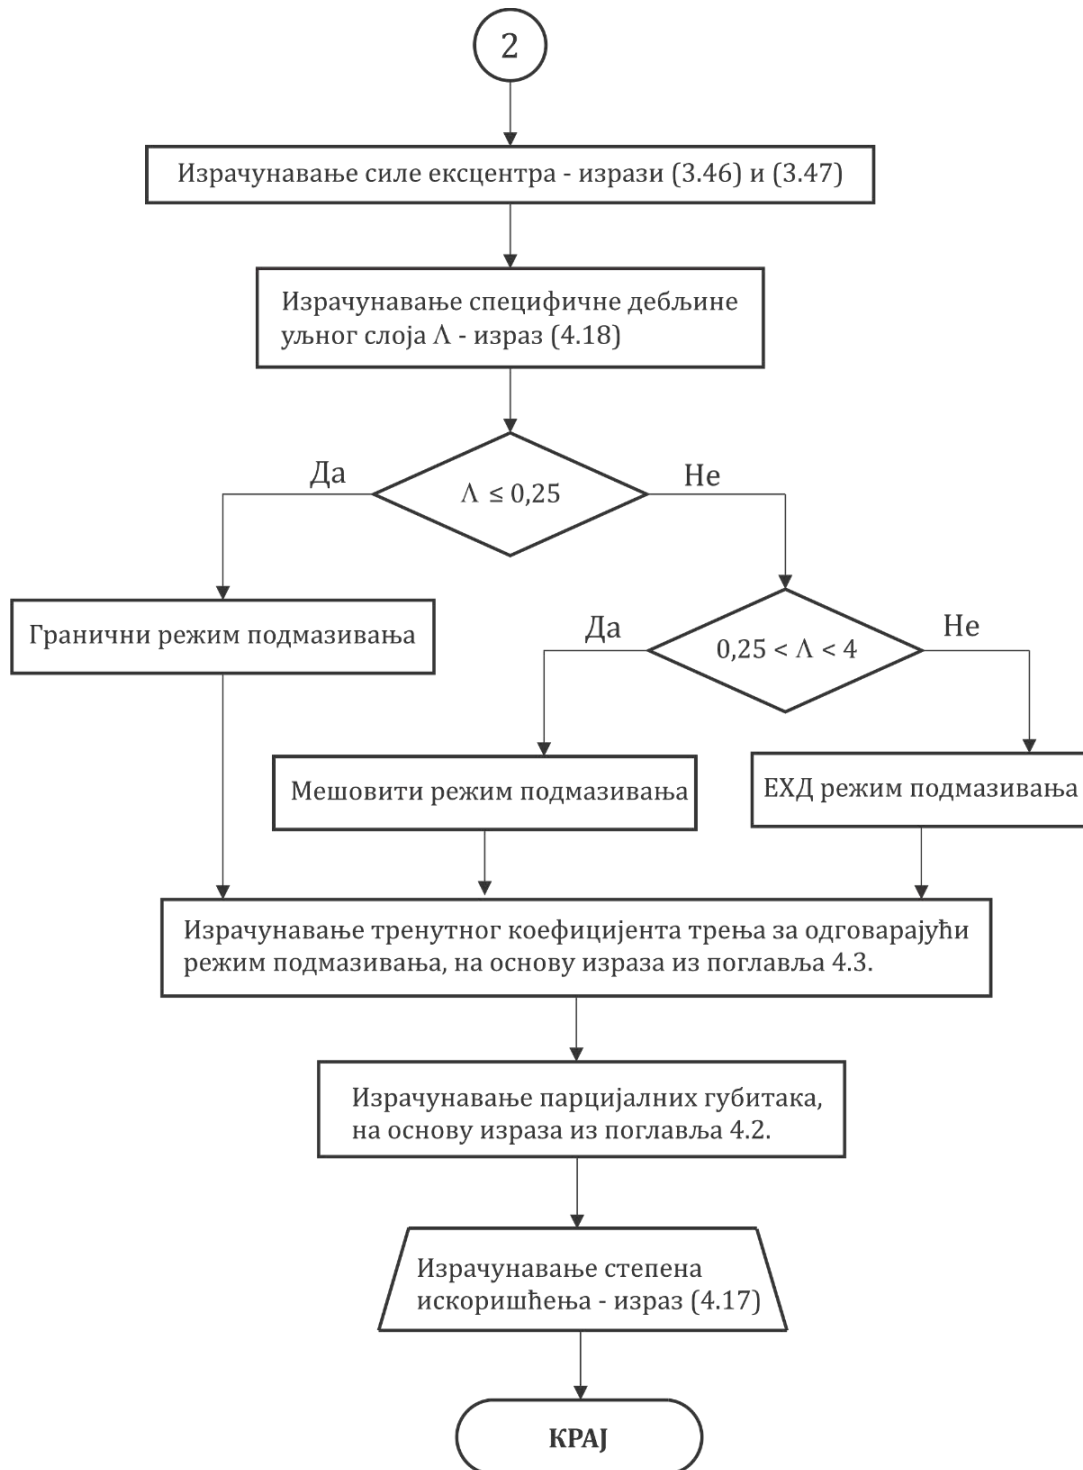 2
Израчунавање силе ексцентра - изрази (3.46) и (3.47)
Израчунавање специфичне дебљине
уљног слоја Λ - израз (4.18)
Да
Не
Λ ≤ 0,25
Гранични режим подмазивања
Да
Не
0,25 < Λ < 4
Мешовити режим подмазивања
ЕХД режим подмазивања
Израчунавање тренутног коефицијента трења за одговарајући
режим подмазивања, на основу израза из поглавља 4.3.
Израчунавање парцијалних губитака,
на основу израза из поглавља 4.2.
Израчунавање степена
искоришћења - израз (4.17)
КРАЈ